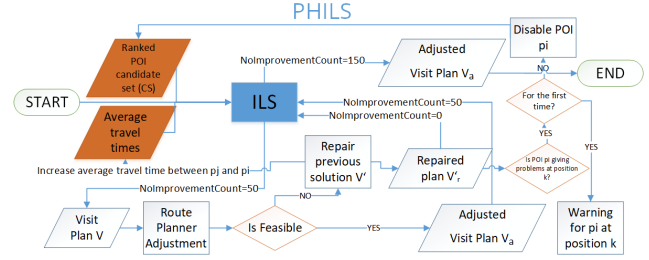 PHILS
Ranked
POI
candidate
set (CS)
NoImprovementCount=150
Adjusted
Visit Plan Va
Disable POI
pi
NO
END
START
ILS
Average
travel
times
NoImprovementCount=50
NoImprovementCount=0
For the first
time?
YES
YES
Increase average travel time between pj and pi
Repair
previous
solution V'
Repaired
plan V'r
Is POI pi giving
problems at position
k?
NoImprovementCount=50
NO
Visit
Plan V
Route
Planner
Adjustment
Is Feasible
YES
Adjusted
Visit Plan Va
Warning
for pi at
position k